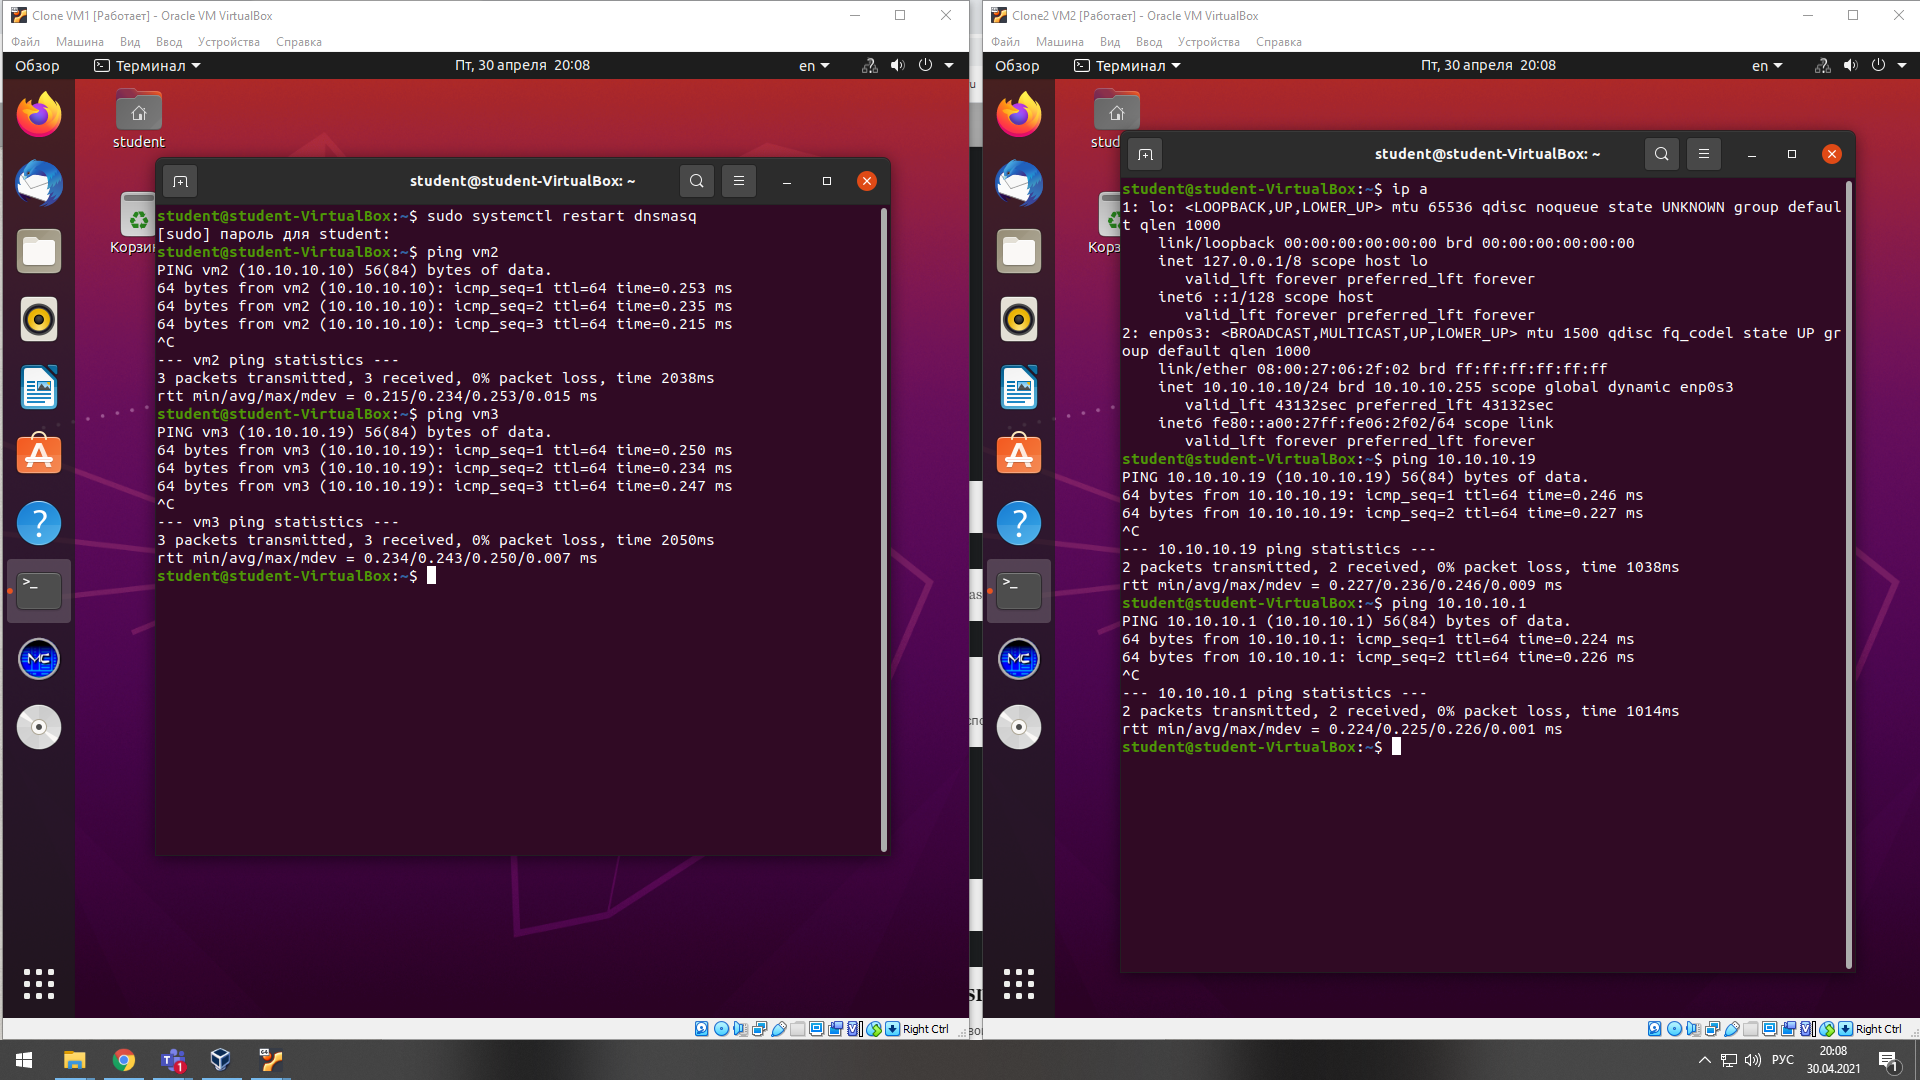 Clone VM1 [Работает] - Oracle VM VirtualBox
Файл Машина Вид Ввод Устройства Справка
Обзор Терминал Пт, 30 апреля 20:08 en
student
Корзин
student@student-VirtualBox: ~
student@student-VirtualBox:~$ sudo systemctl restart dnsmasq
[sudo] пароль для student:
student@student-VirtualBox:~$ ping vm2
PING vm2 (10.10.10.10) 56(84) bytes of data.
64 bytes from vm2 (10.10.10.10): icmp_seq=1 ttl=64 time=0.253 ms
64 bytes from vm2 (10.10.10.10): icmp_seq=2 ttl=64 time=0.235 ms
64 bytes from vm2 (10.10.10.10): icmp_seq=3 ttl=64 time=0.215 ms
^C
--- vm2 ping statistics ---
3 packets transmitted, 3 received, 0% packet loss, time 2038ms
rtt min/avg/max/mdev = 0.215/0.234/0.253/0.015 ms
student@student-VirtualBox:~$ ping vm3
PING vm3 (10.10.10.19) 56(84) bytes of data.
64 bytes from vm3 (10.10.10.19): icmp_seq=1 ttl=64 time=0.250 ms
64 bytes from vm3 (10.10.10.19): icmp_seq=2 ttl=64 time=0.234 ms
64 bytes from vm3 (10.10.10.19): icmp_seq=3 ttl=64 time=0.247 ms
^C
--- vm3 ping statistics ---
3 packets transmitted, 3 received, 0% packet loss, time 2050ms
rtt min/avg/max/mdev = 0.234/0.243/0.250/0.007 ms
student@student-VirtualBox:~$
Right Ctrl
Clone2 VM2 [Работает] - Oracle VM VirtualBox
Файл Машина Вид Ввод Устройства Справка
Обзор Терминал Пт, 30 апреля 20:08 en
stud
Корз
student@student-VirtualBox: ~
student@student-VirtualBox:~$ ip a
1: lo: <LOOPBACK,UP,LOWER_UP> mtu 65536 qdisc noqueue state UNKNOWN group defaul
t qlen 1000
link/loopback 00:00:00:00:00:00 brd 00:00:00:00:00:00
inet 127.0.0.1/8 scope host lo
valid_lft forever preferred_lft forever
inet6 ::1/128 scope host
valid_lft forever preferred_lft forever
2: enp0s3: <BROADCAST,MULTICAST,UP,LOWER_UP> mtu 1500 qdisc fq_codel state UP gr
oup default qlen 1000
link/ether 08:00:27:06:2f:02 brd ff:ff:ff:ff:ff:ff
inet 10.10.10.10/24 brd 10.10.10.255 scope global dynamic enp0s3
valid_lft 43132sec preferred_lft 43132sec
inet6 fe80::a00:27ff:fe06:2f02/64 scope link
valid_lft forever preferred_lft forever
student@student-VirtualBox:~$ ping 10.10.10.19
PING 10.10.10.19 (10.10.10.19) 56(84) bytes of data.
64 bytes from 10.10.10.19: icmp_seq=1 ttl=64 time=0.246 ms
64 bytes from 10.10.10.19: icmp_seq=2 ttl=64 time=0.227 ms
^C
--- 10.10.10.19 ping statistics ---
2 packets transmitted, 2 received, 0% packet loss, time 1038ms
rtt min/avg/max/mdev = 0.227/0.236/0.246/0.009 ms
student@student-VirtualBox:~$ ping 10.10.10.1
PING 10.10.10.1 (10.10.10.1) 56(84) bytes of data.
64 bytes from 10.10.10.1: icmp_seq=1 ttl=64 time=0.224 ms
64 bytes from 10.10.10.1: icmp_seq=2 ttl=64 time=0.226 ms
^C
--- 10.10.10.1 ping statistics ---
2 packets transmitted, 2 received, 0% packet loss, time 1014ms
rtt min/avg/max/mdev = 0.224/0.225/0.226/0.001 ms
student@student-VirtualBox:~$
Right Ctrl
РУС
20:08
30.04.2021